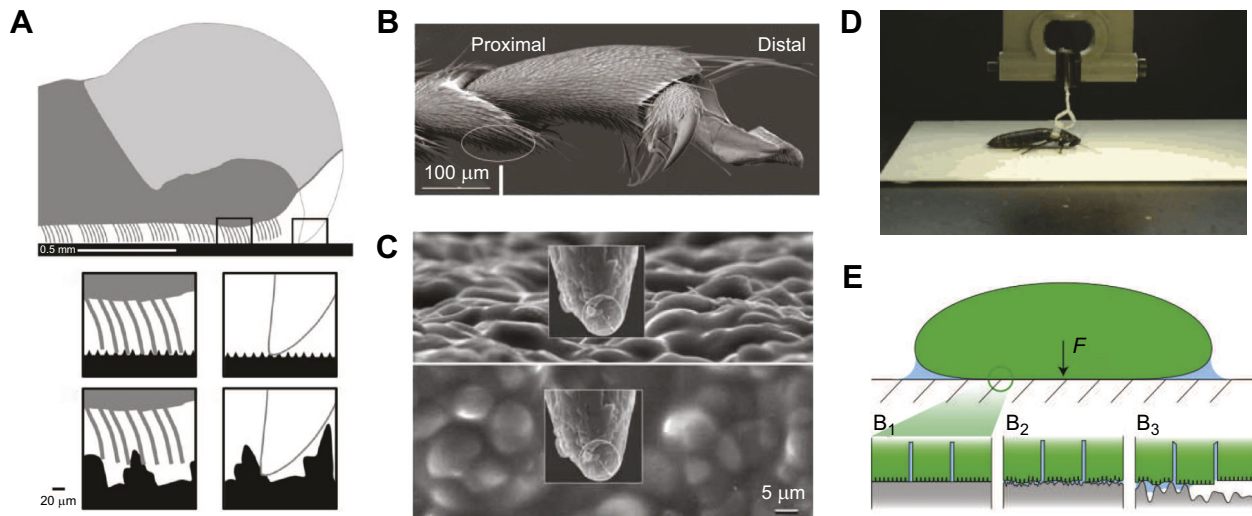 A
0.5 mm
20 μm
B
Proximal
Distal
100 μm
C
5 μm
D
E
F
B1
B2
B3